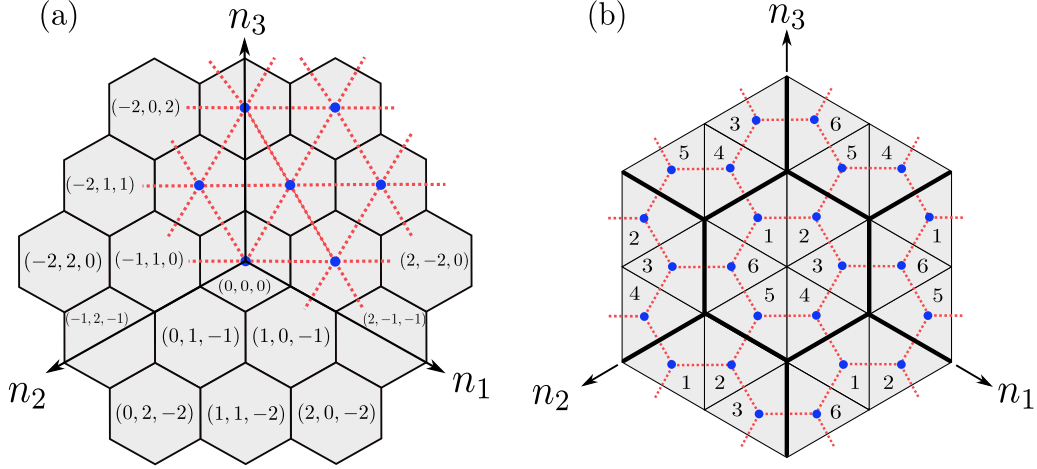 (a)
n3
(−2, 0, 2)
(−2, 1, 1)
(−2, 2, 0)
(−1, 1, 0)
(0, 0, 0)
(2, −2, 0)
(−1, 2, −1)
(0, 1, −1)
(1, 0, −1)
(2, −1, −1)
n2
n1
(0, 2, −2)
(1, 1, −2)
(2, 0, −2)
(b)
n3
3 6
5 4 5 4
2 1 2 1
3 6 3 6
4 5 4 5
n2
n1
1 2 1 2
3 6